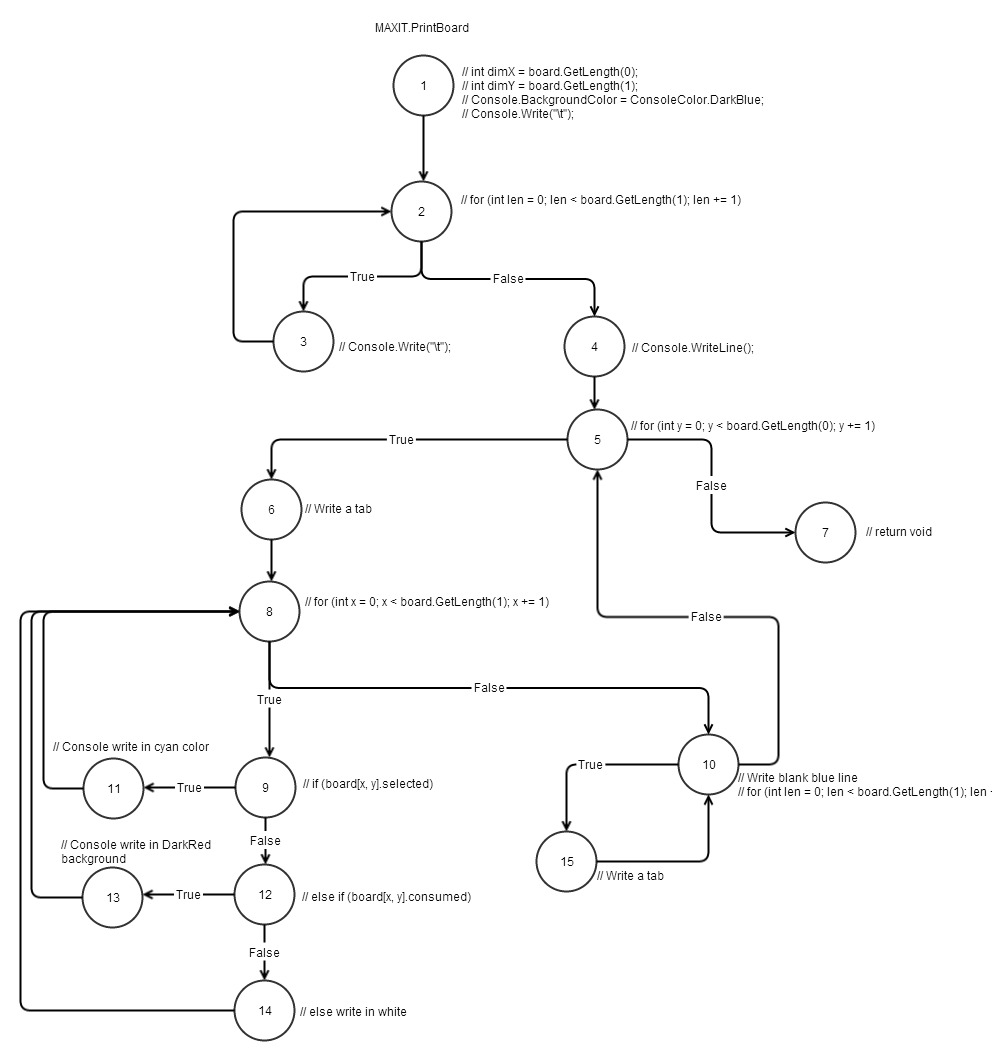 MAXIT.PrintBoard
1
// int dimX = board.GetLength(0);
// int dimY = board.GetLength(1);
// Console.BackgroundColor = ConsoleColor.DarkBlue;
// Console.Write("\t");
2
// for (int len = 0; len < board.GetLength(1); len += 1)
True
False
3
// Console.Write("\t");
4
// Console.WriteLine();
5
// for (int y = 0; y < board.GetLength(0); y += 1)
True
False
6
// Write a tab
7
// return void
8
// for (int x = 0; x < board.GetLength(1); x += 1)
False
False
True
// Console write in cyan color
11
True
9
// if (board[x, y].selected)
True
10
// Write blank blue line
// for (int len = 0; len < board.GetLength(1); len
False
// Console write in DarkRed
background
15
// Write a tab
13
True
12
// else if (board[x, y].consumed)
False
14
// else write in white